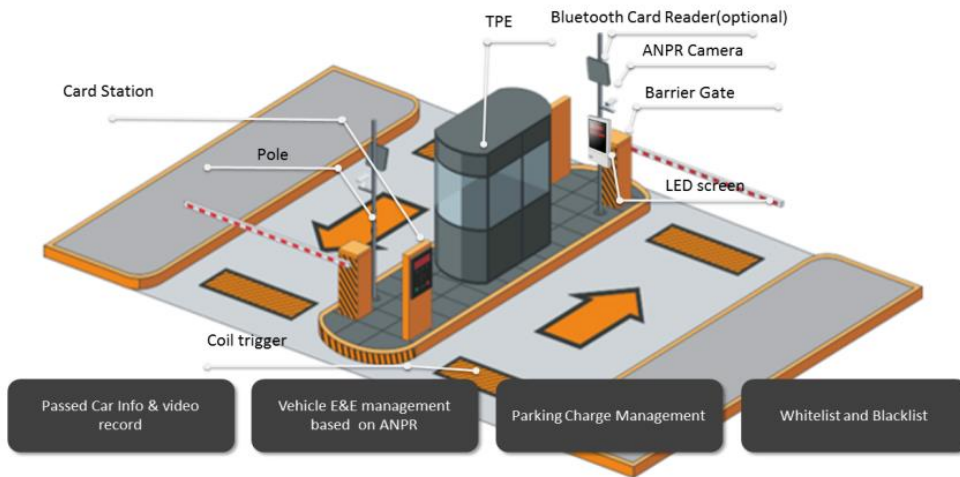 TPE
Bluetooth Card Reader(optional)
ANPR Camera
Card Station
Barrier Gate
Pole
LED screen
Coil trigger
Passed Car Info & video
record
Vehicle E&E management
based on ANPR
Parking Charge Management
Whitelist and Blacklist